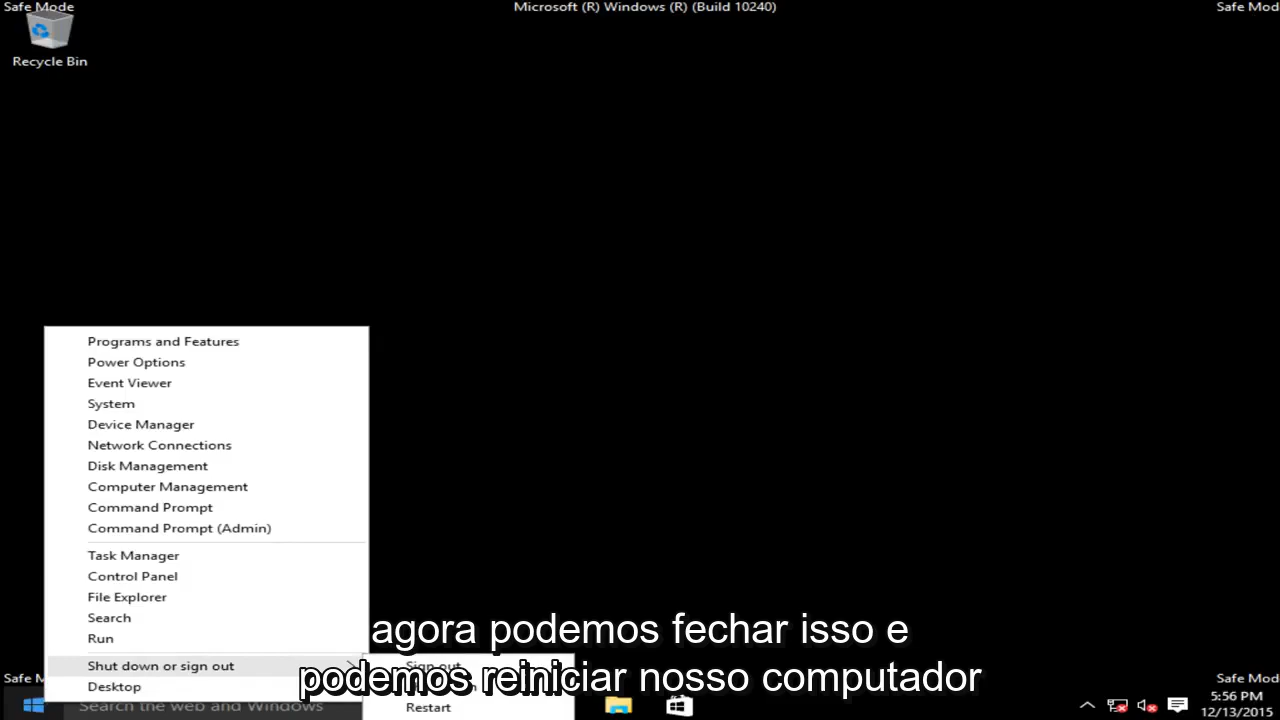 Safe Mode
Microsoft (R) Windows (R) (Build 10240)
Safe Mod
Recycle Bin
Programs and Features
Power Options
Event Viewer
System
Device Manager
Network Connections
Disk Management
Computer Management
Command Prompt
Command Prompt (Admin)
Task Manager
Control Panel
File Explorer
Search
Run
Shut down or sign out
Desktop
Sign out
Restart
agora podemos fechar isso e
podemos reiniciar nosso computador
Safe M
Safe Mod
Search the web and Windows
5:56 PM
12/13/2015